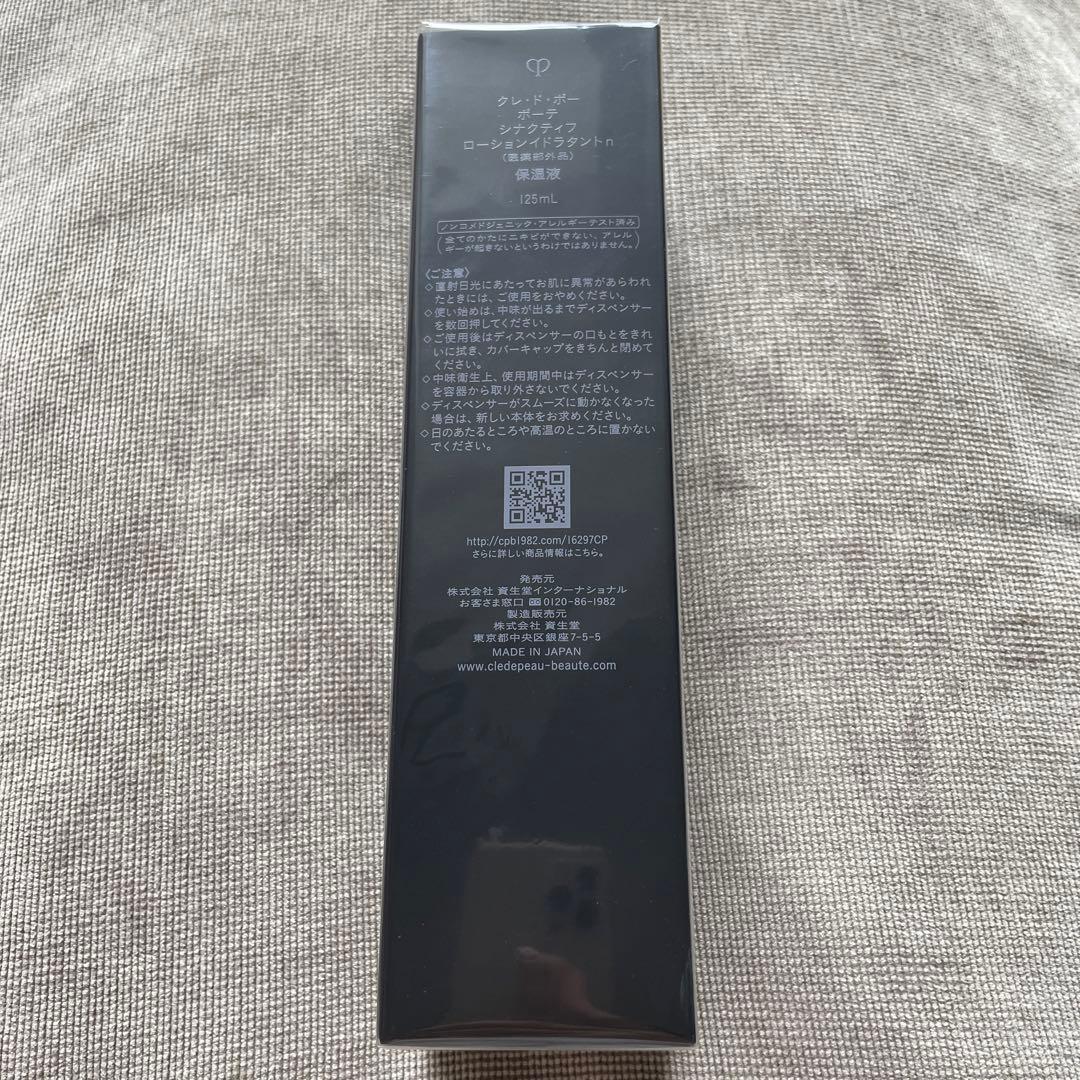 クレ・ド・ポー
ボーテ
シナクティフ
ローションイドラタント n
(医薬部外品)
保湿液
125mL
ノンコメドジェニック・アレルギーテスト済み
(全てのかたにニキビができない、アレル
ギーが起きないというわけではありません。)
〈ご注意〉
◇直射日光にあたってお肌に異常があらわれ
たときには、ご使用をおやめください。
◇使い始めは、中味が出るまでディスペンサー
を数回押してください。
◇ご使用後はディスペンサーの口もとをきれ
いに拭き、カバーキャップをきちんと閉めて
ください。
◇中味衛生上、使用期間中はディスペンサー
を容器から取り外さないでください。
◇ディスペンサーがスムーズに動かなくなった
場合は、新しい本体をお求めください。
◇日のあたるところや高温のところに置かない
でください。
http://cpb1982.com/16297CP
さらに詳しい商品情報はこちら。
発売元
株式会社 資生堂インターナショナル
お客さま窓口 0120-86-1982
製造販売元
株式会社 資生堂
東京都中央区銀座7-5-5
MADE IN JAPAN
www.cledepeau-beaute.com